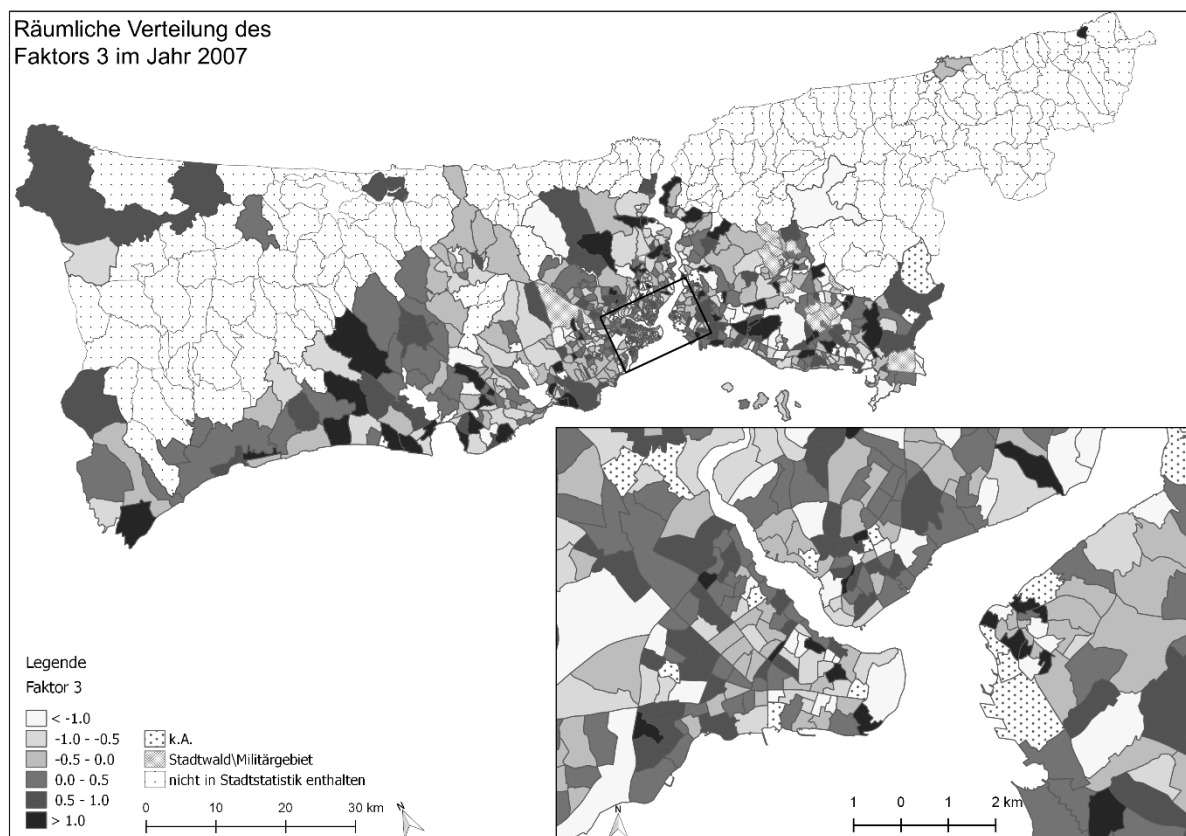 Räumliche Verteilung des
Faktors 3 im Jahr 2007
Legende
Faktor 3
< -1.0
-1.0 - -0.5
-0.5 - 0.0
0.0 - 0.5
0.5 - 1.0
> 1.0
k.A.
Stadtwald\Militärgebiet
nicht in Stadtstatistik enthalten
0 10 20 30 km
N
N
1 0 1 2 km